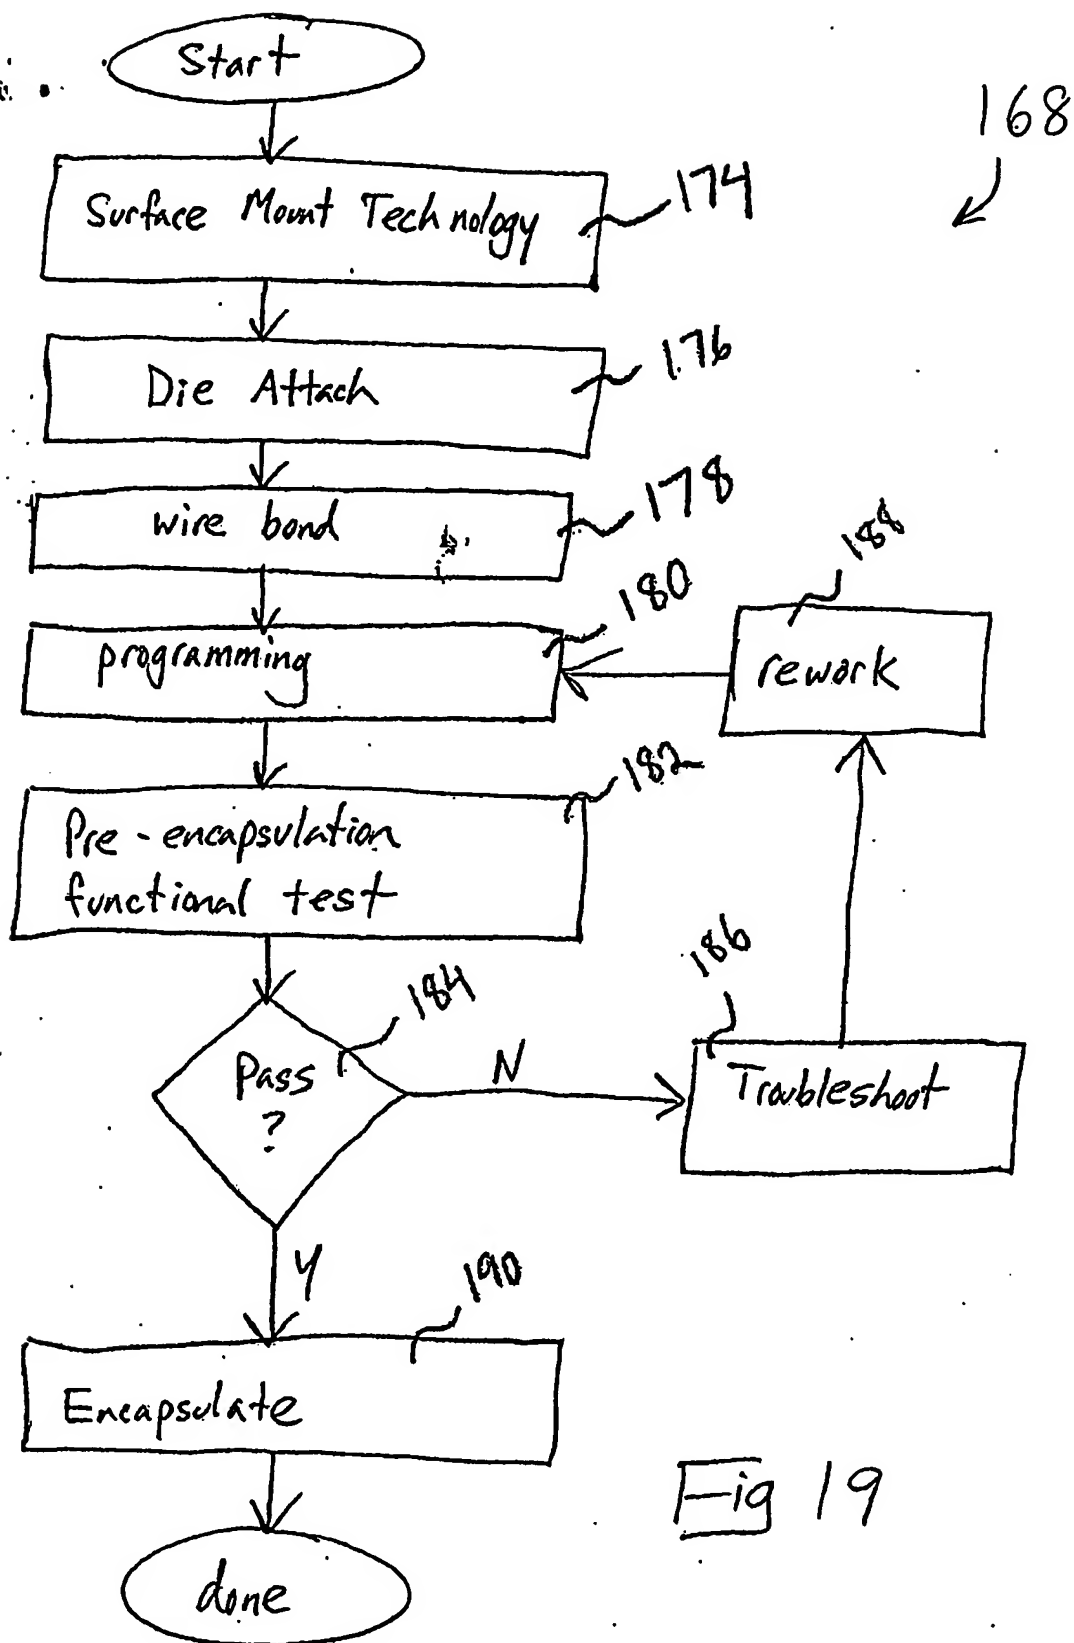 Start
168
Surface Mount Technology
174
Die Attach
176
wire bond
178
programming
180
rework
188
Pre-encapsulation
functional test
182
Pass
?
184
N
Troubleshoot
186
Y
Encapsulate
190
done
Fig 19